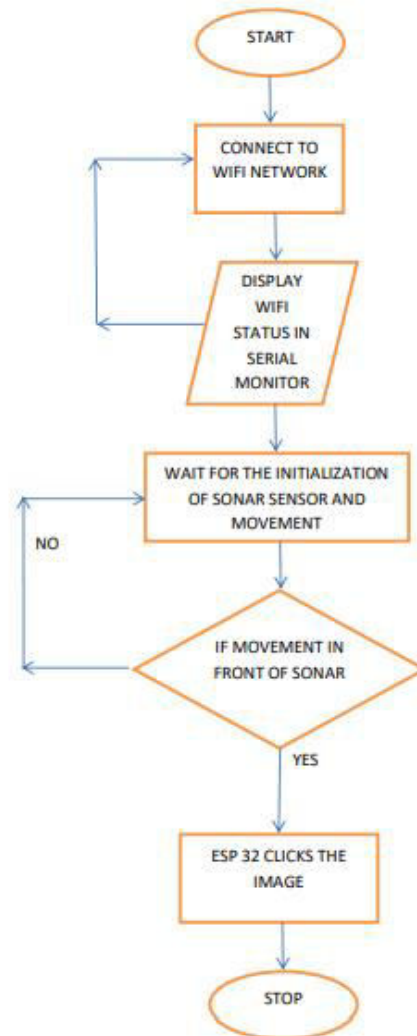 START
CONNECT TO
WIFI NETWORK
DISPLAY
WIFI
STATUS IN
SERIAL
MONITOR
WAIT FOR THE INITIALIZATION
OF SONAR SENSOR AND
MOVEMENT
NO
IF MOVEMENT IN
FRONT OF SONAR
YES
ESP 32 CLICKS THE
IMAGE
STOP